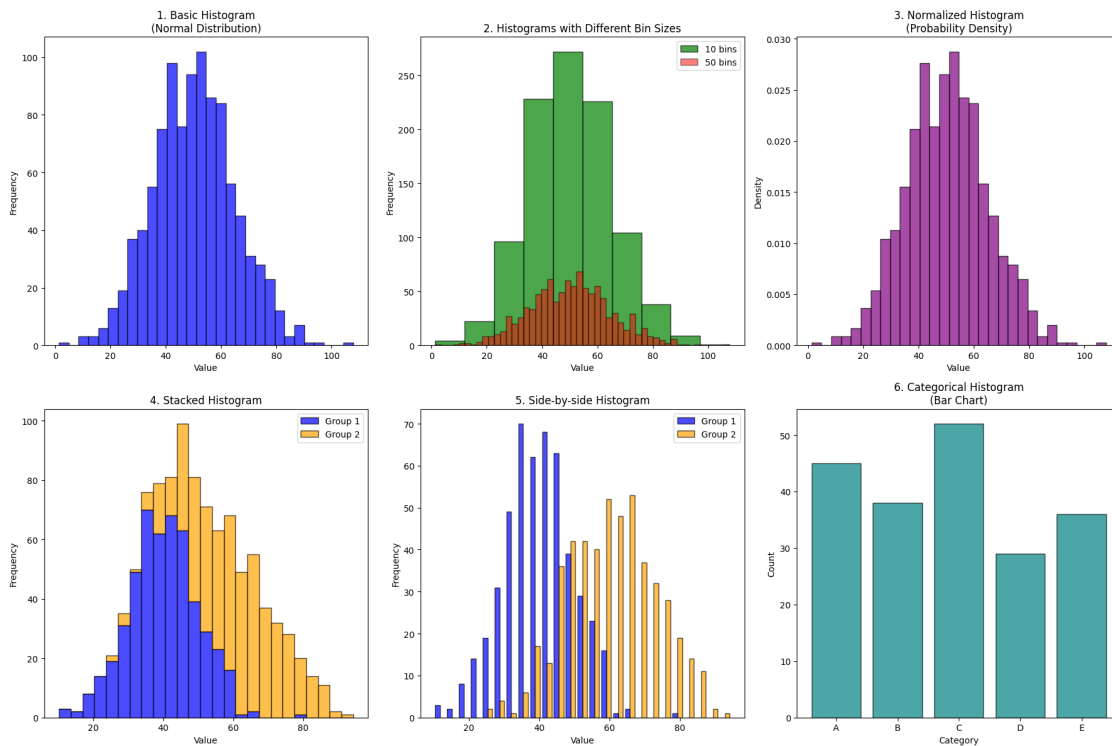 1. Basic Histogram
(Normal Distribution)
100
80
60
40
20
0
Frequency
0
20
40
60
80
100
Value
2. Histograms with Different Bin Sizes
10 bins
50 bins
250
200
150
100
50
0
Frequency
0
20
40
60
80
100
Value
3. Normalized Histogram
(Probability Density)
0.030
0.025
0.020
0.015
0.010
0.005
0.000
Density
0
20
40
60
80
100
Value
4. Stacked Histogram
Group 1
Group 2
100
80
60
40
20
0
Frequency
20
40
60
80
Value
5. Side-by-side Histogram
Group 1
Group 2
70
60
50
40
30
20
10
0
Frequency
20
40
60
80
Value
6. Categorical Histogram
(Bar Chart)
50
40
30
20
10
0
Count
A
B
C
D
E
Category